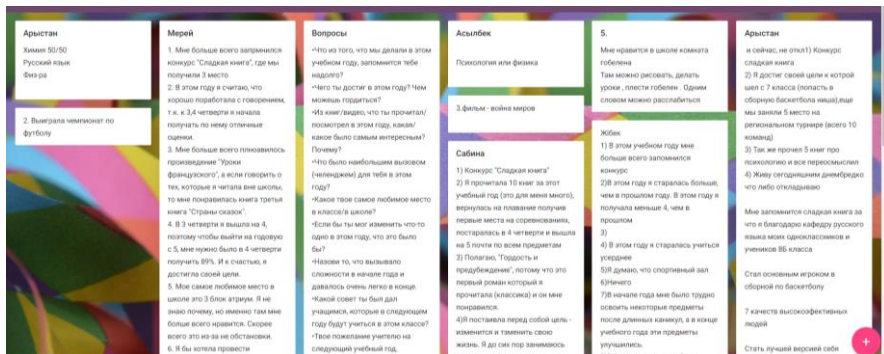 Арыстан
Химия 50/50
Русский язык
Физ-ра
2. Выиграла чемпионат по
футболу
Мерей
1. Мне больше всего запрмнился
конкурс "Сладкая книга", где мы
получили 3 место.
2. В этом году я считаю, что
хорошо поработала с говорением,
т.к. к 3,4 четверти я начала
получать по нему отличные
оценки.
3. Мне больше всего плновилось
произведение "Уроки
французского", а если говорить о
тех, которые я читала вне школы,
то мне понравилась книга третья
книга "Страны сказок".
4. В 3 четверти я вышла на 4,
поэтому чтобы выйти на годовую
с 5, мне нужно было в 4 четверти
получить 89%. И к счастью, я
достигла своей цели.
5. Мое самое любимое место в
школе это 3 блок атриум. Я не
знаю почему, но именно там мне
больше всего нравится. Скорее
всего это из-за не обстановки.
6. Я бы хотела провести
Вопросы
•Что из того, что мы делали в этом
учебном году, запомнится тебе
надолго?
•Чего ты достиг в этом году? Чем
можешь гордиться?
•Из книг/видео, что ты прочитал/
посмотрел в этом году, какая/
какое было самым интересным?
Почему?
•Что было наибольшим вызовом
(челенджем) для тебя в этом
году?
•Какое твое самое любимое место
в классе/в школе?
•Если бы ты мог изменить что-то
одно в этом году, что это было
бы?
•Назови то, что вызывало
сложности в начале года и
давалось очень легко в конце.
•Какой совет ты был дал
учащимся, которые в следующем
году будут учиться в этом классе?
•Твое пожелание учителю на
следующий учебный год.
Асылбек
Психология или физика
3.фильм - война миров
Сабина
1) Конкурс "Сладкая книга"
2) Я прочитала 10 книг за этот
учебный год (это для меня много),
вернулась на плавание получив
первые места на соревнованиях,
постаралась в 4 четверти и вышла
на 5 почти по всем предметам
3) Полагаю, "Гордость и
предубеждение", потому что это
первый роман который я
прочитала (классика) и он мне
понравился.
4)Я поставила перед собой цель -
изменится и тзменить свою
жизнь. Я до сих пор занимаюсь
5.
Мне нравится в школе комната
гобелена
Там можно рисовать, делать
уроки , плести гобелен . Одним
словом можно расслабиться
Жібек
1) В этом учебном году мне
больше всего запомнился
конкурс
2)В этом году я старалась больше,
чем в прошлом году. В этом году я
получала меньше 4, чем в
прошлом
3)
4) В этом году я старалась учиться
усерднее
5)Я думаю, что спортивный зал
6)Ничего
7)В начале года мне было трудно
освоить некоторые предметы
после длинных каникул, а в конце
учебного года эти предметы
улучшились.
Арыстан
и сейчас, не откл1) Конкурс
сладкая книга
2) Я достиг своей цели к котрой
шел с 7 класса (попасть в
сборную баскетбола ниша),еще
мы заняли 5 место на
региональном турнире (всего 10
команд)
3) Так же прочел 5 книг про
психологию и все переосмыслил
4) Живу сегодняшним днембредко
что либо откладываю
Мне запомнится сладкая книга за
что я благодарю кафедру русского
языка моих одноклассников и
учеников 8Б класса
Стал основным игроком в
сборной по баскетболу
7 качеств высокоэффективных
людей
Стать лучшей версией себя